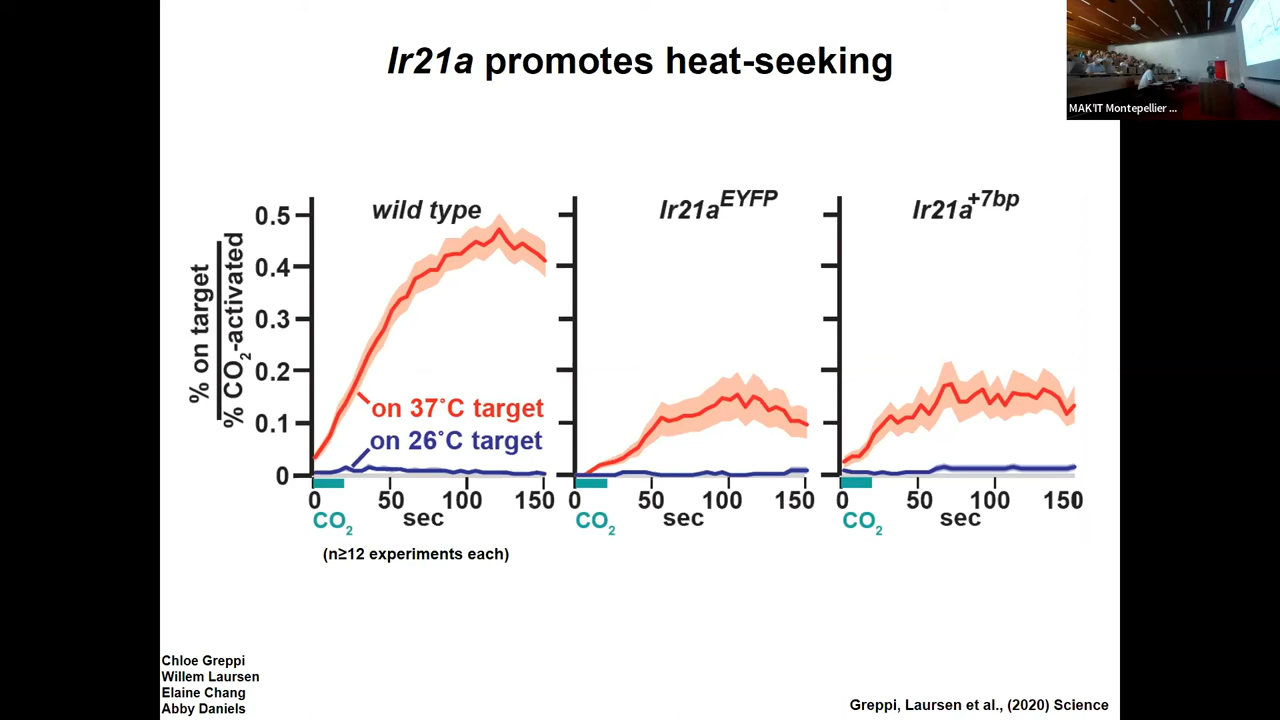 Ir21a promotes heat-seeking
MAK'IT Montepellier ...
wild type
Ir21aEYFP
Ir21a+7bp
% on target
% CO2-activated
0.5
0.4
0.3
0.2
0.1
0
on 37°C target
on 26°C target
0 50 100 150
0 50 100 150
0 50 100 150
CO2 sec
CO2 sec
CO2 sec
(n≥12 experiments each)
Chloe Greppi
Willem Laursen
Elaine Chang
Abby Daniels
Greppi, Laursen et al., (2020) Science